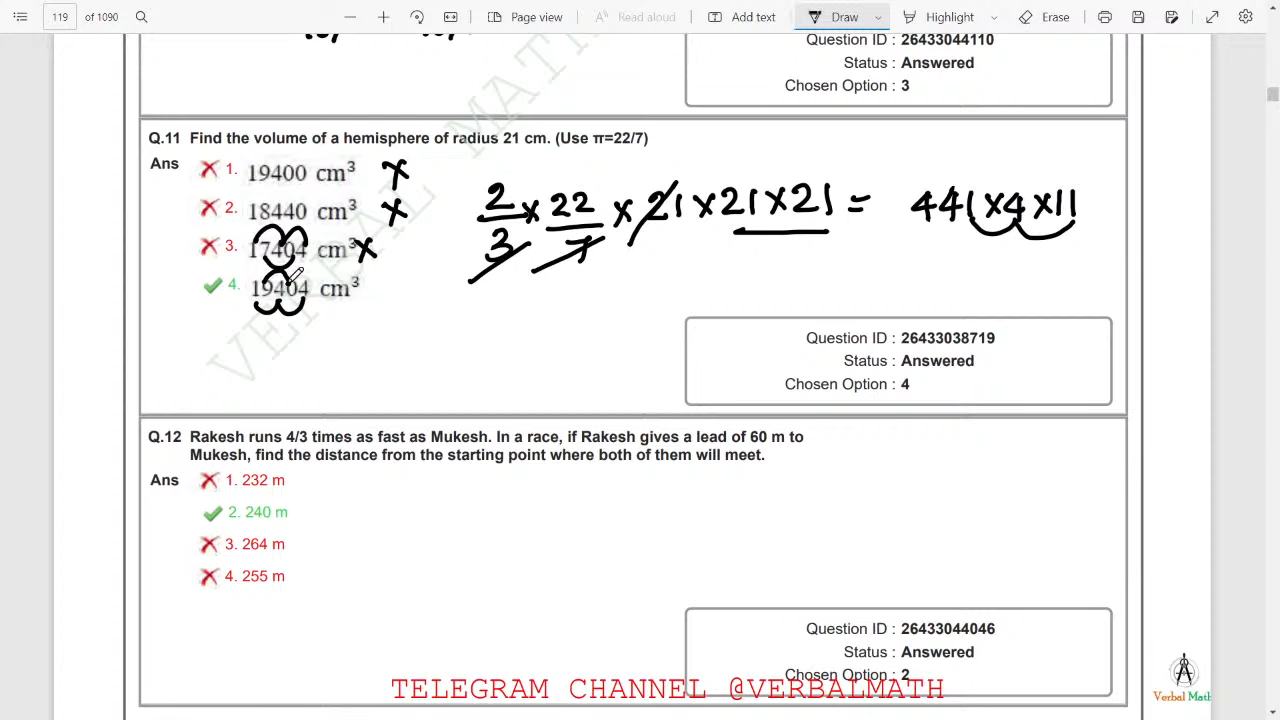 119 of 1090
Page view
Read aloud
Add text
Draw
Highlight
Erase
Question ID : 26433044110
Status : Answered
Chosen Option : 3
Q.11 Find the volume of a hemisphere of radius 21 cm. (Use π=22/7)
Ans
1. 19400 cm³ x
2. 18440 cm³ x
3. 17404 cm³ x
4. 19404 cm³
2/3 × 22/7 × 21 × 21 × 21 = 441×4×11
VERBAL MATH
Question ID : 26433038719
Status : Answered
Chosen Option : 4
Q.12 Rakesh runs 4/3 times as fast as Mukesh. In a race, if Rakesh gives a lead of 60 m to
Mukesh, find the distance from the starting point where both of them will meet.
Ans
1. 232 m
2. 240 m
3. 264 m
4. 255 m
Question ID : 26433044046
Status : Answered
Chosen Option : 2
TELEGRAM CHANNEL @VERBALMATH
Verbal Math